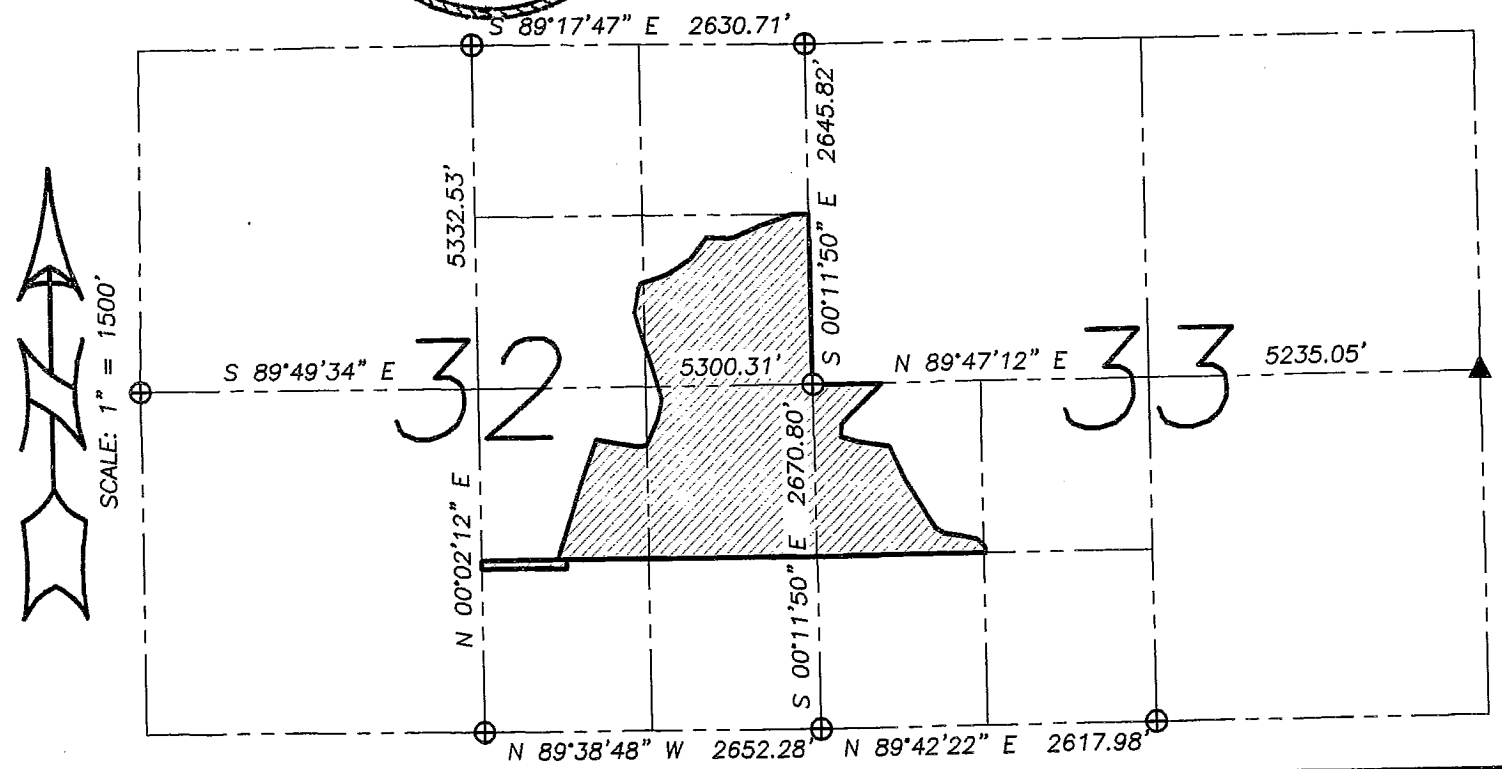 S 89°17'47" E 2630.71'
2645.82'
S 00°11'50" E
5332.53'
SCALE: 1" = 1500'
N
S 89°49'34" E
32
5300.31'
N 89°47'12" E
33
5235.05'
2670.80'
S 00°11'50" E
N 00°02'12" E
N 89°38'48" W 2652.28'
N 89°42'22" E 2617.98'